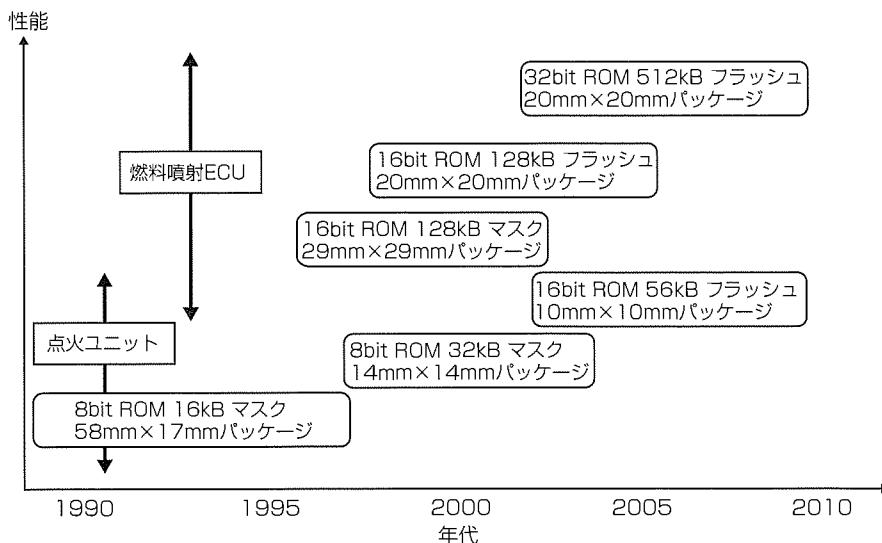 性能
32bit ROM 512kB フラッシュ
20mm×20mmパッケージ
燃料噴射ECU
16bit ROM 128kB フラッシュ
20mm×20mmパッケージ
16bit ROM 128kB マスク
29mm×29mmパッケージ
16bit ROM 56kB フラッシュ
10mm×10mmパッケージ
点火ユニット
8bit ROM 32kB マスク
14mm×14mmパッケージ
8bit ROM 16kB マスク
58mm×17mmパッケージ
1990 1995 2000 2005 2010
年代